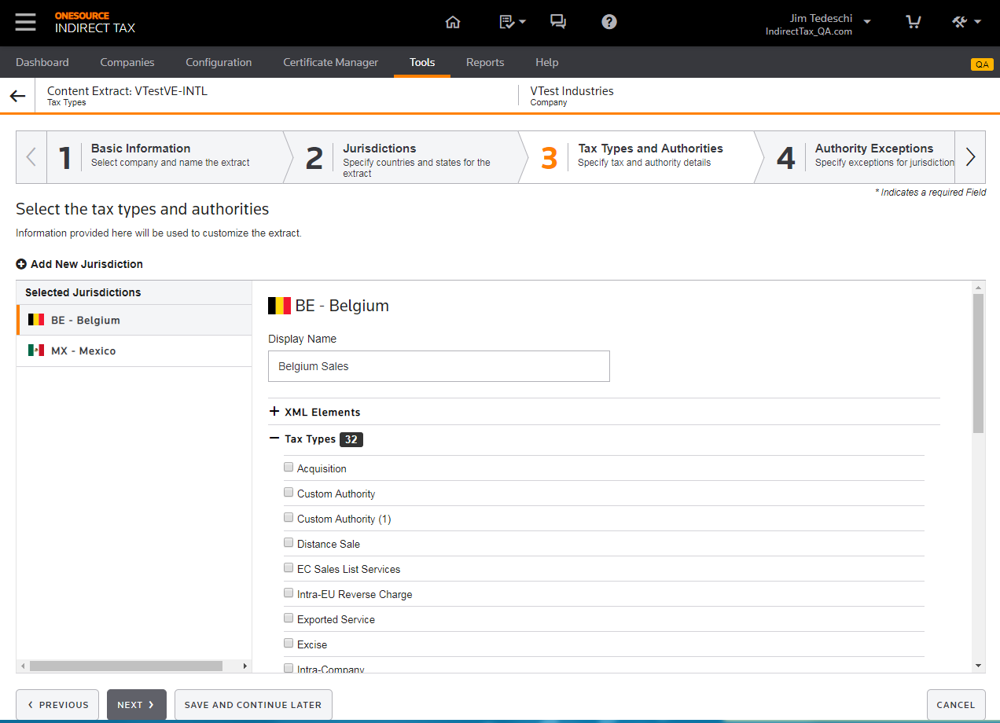 ONESOURCE
INDIRECT TAX
Jim Tedeschi
IndirectTax_QA.com
Dashboard Companies Configuration Certificate Manager Tools Reports Help
QA
Content Extract: VTestVE-INTL
Tax Types
VTest Industries
Company
1 Basic Information
Select company and name the extract
2 Jurisdictions
Specify countries and states for the
extract
3 Tax Types and Authorities
Specify tax and authority details
4 Authority Exceptions
Specify exceptions for jurisdiction
* Indicates a required Field
Select the tax types and authorities
Information provided here will be used to customize the extract.
Add New Jurisdiction
Selected Jurisdictions
BE - Belgium
MX - Mexico
BE - Belgium
Display Name
Belgium Sales
XML Elements
Tax Types 32
Acquisition
Custom Authority
Custom Authority (1)
Distance Sale
EC Sales List Services
Intra-EU Reverse Charge
Exported Service
Excise
Intra-Company
PREVIOUS
NEXT
SAVE AND CONTINUE LATER
CANCEL